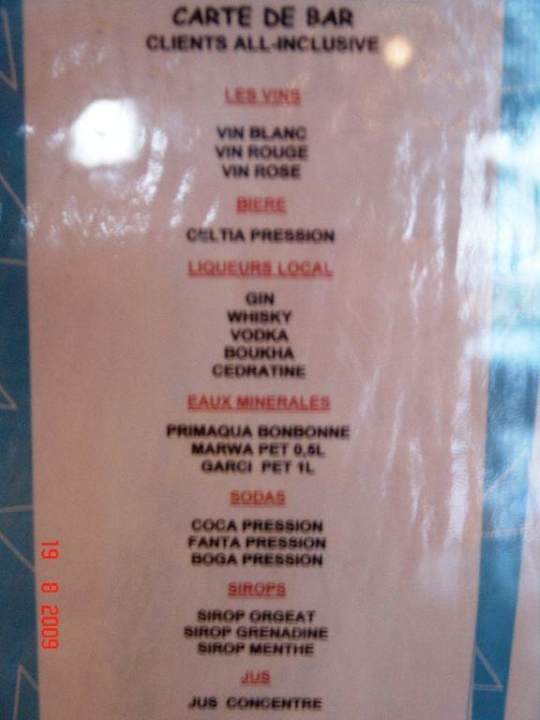 CARTE DE BAR
CLIENTS ALL-INCLUSIVE
LES VINS
VIN BLANC
VIN ROUGE
VIN ROSE
BIERE
CELTIA PRESSION
LIQUEURS LOCAL
GIN
WHISKY
VODKA
BOUKHA
CEDRATINE
EAUX MINERALES
PRIMAQUA BONBONNE
MARWA PET 0,5L
GARCI PET 1L
SODAS
COCA PRESSION
FANTA PRESSION
BOGA PRESSION
SIROPS
SIROP ORGEAT
SIROP GRENADINE
SIROP MENTHE
JUS
JUS CONCENTRE
19 8 2009